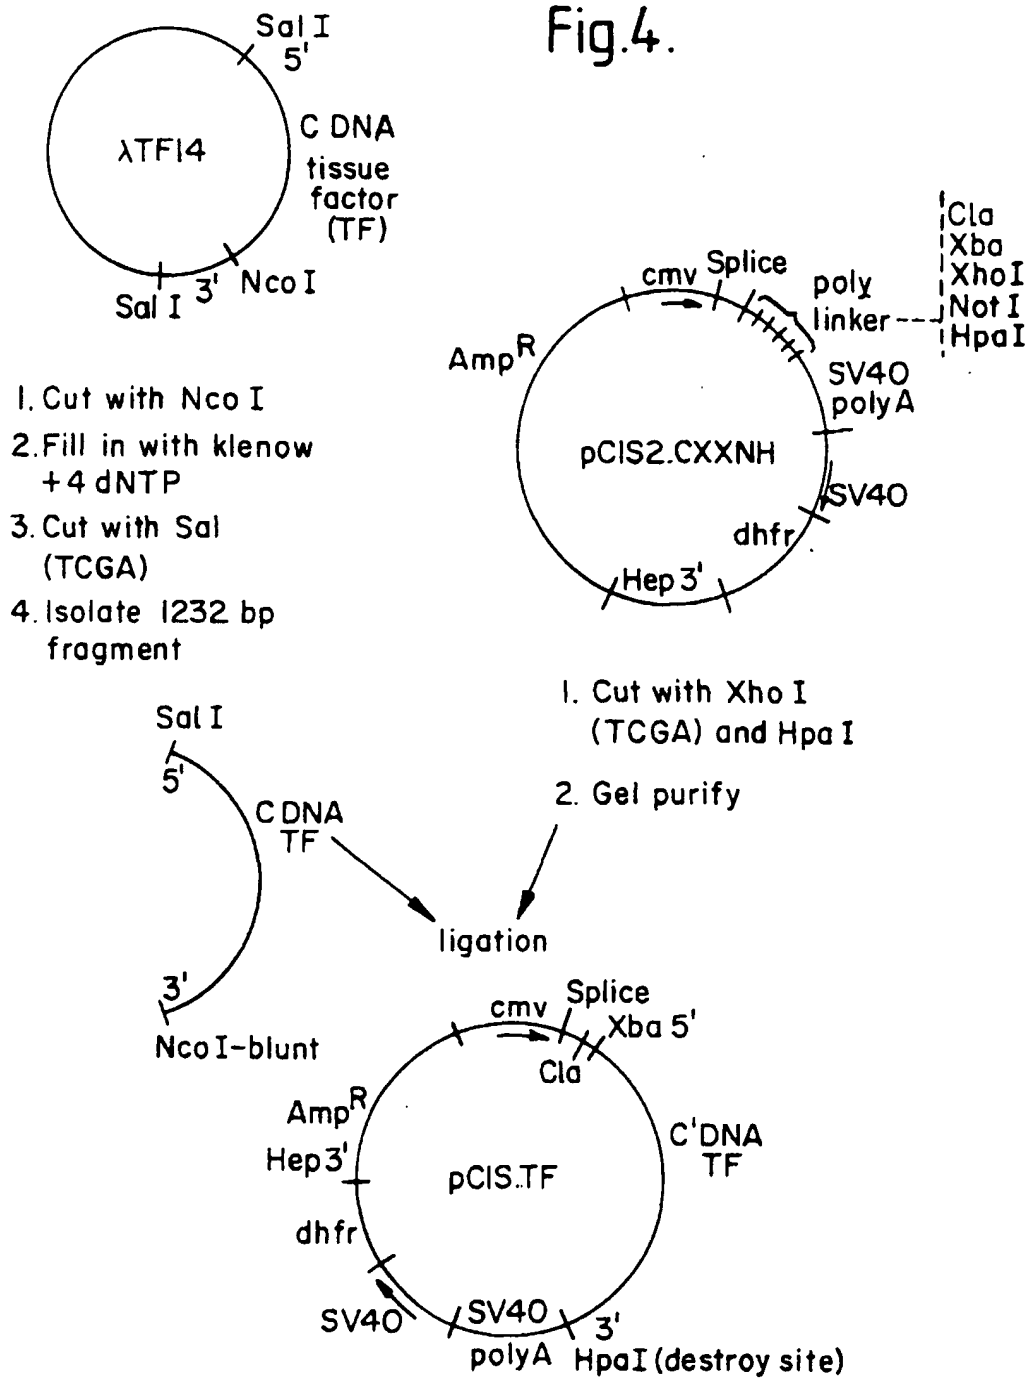 Fig.4.
Sal I
5'
λTF14
C DNA
tissue
factor
(TF)
Sal I
3'
Nco I
1. Cut with Nco I
2. Fill in with klenow
+4 dNTP
3. Cut with Sal
(TCGA)
4. Isolate 1232 bp
fragment
cmv
Splice
poly
linker
Cla
Xba
XhoI
NotI
HpaI
Amp^R
SV40
polyA
pCIS2.CXXNH
SV40
dhfr
Hep 3'
1. Cut with Xho I
(TCGA) and Hpa I
2. Gel purify
Sal I
5'
C DNA
TF
3'
Nco I-blunt
ligation
cmv
Splice
Xba 5'
Cla
Amp^R
Hep 3'
pCIS..TF
C'DNA
TF
dhfr
SV40
SV40
polyA
3'
HpaI (destroy site)